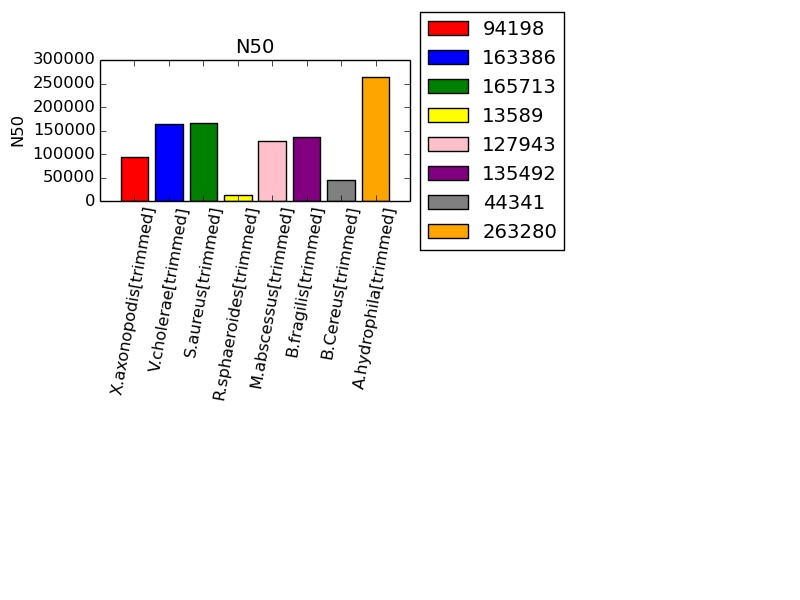 N50
N50
300000
250000
200000
150000
100000
50000
0
X.axonopodis[trimmed]
V.cholerae[trimmed]
S.aureus[trimmed]
R.sphaeroides[trimmed]
M.abscessus[trimmed]
B.fragilis[trimmed]
B.Cereus[trimmed]
A.hydrophila[trimmed]
94198
163386
165713
13589
127943
135492
44341
263280